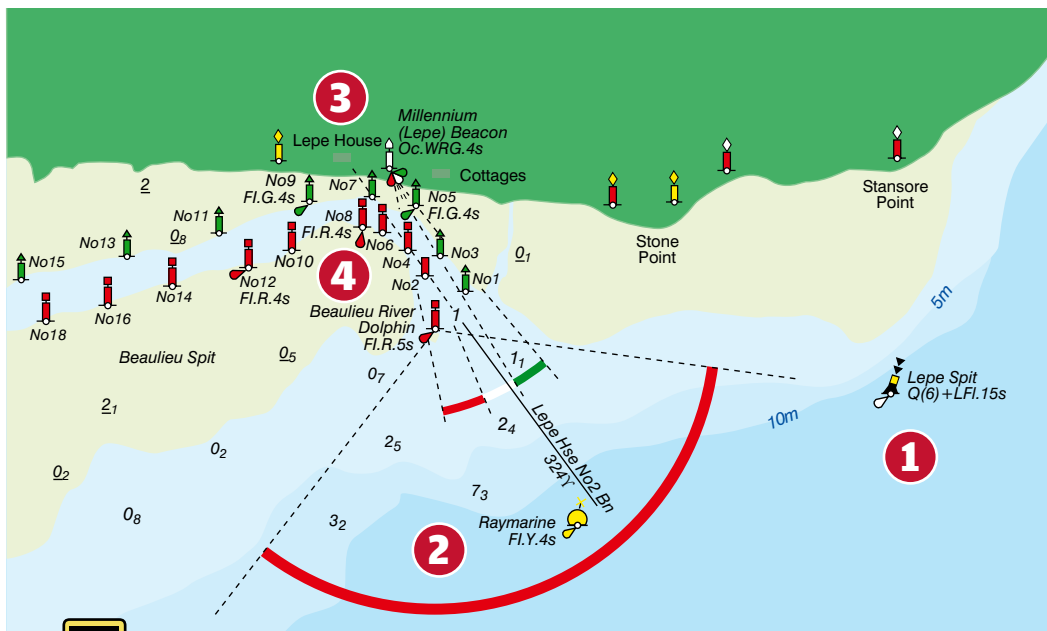 3
Millennium
(Lepe) Beacon
Oc.WRG.4s
Lepe House
Cottages
No9
Fl.G.4s
No7
No5
Fl.G.4s
Stansore
Point
Stone
Point
2
No11
0₈
No8
Fl.R.4s
No6
No3
0₁
No13
No10
No4
No15
No12
Fl.R.4s
4
No2
No1
No14
No16
No18
Beaulieu River
Dolphin
Fl.R.5s
1
5m
Beaulieu Spit
0₅
0₇
1₁
Lepe Spit
Q(6)+LFl.15s
2₁
10m
Lepe Hse No2 Bn
324ϒ
2₄
2₅
0₂
0₂
1
7₃
0₈
3₂
Raymarine
Fl.Y.4s
2